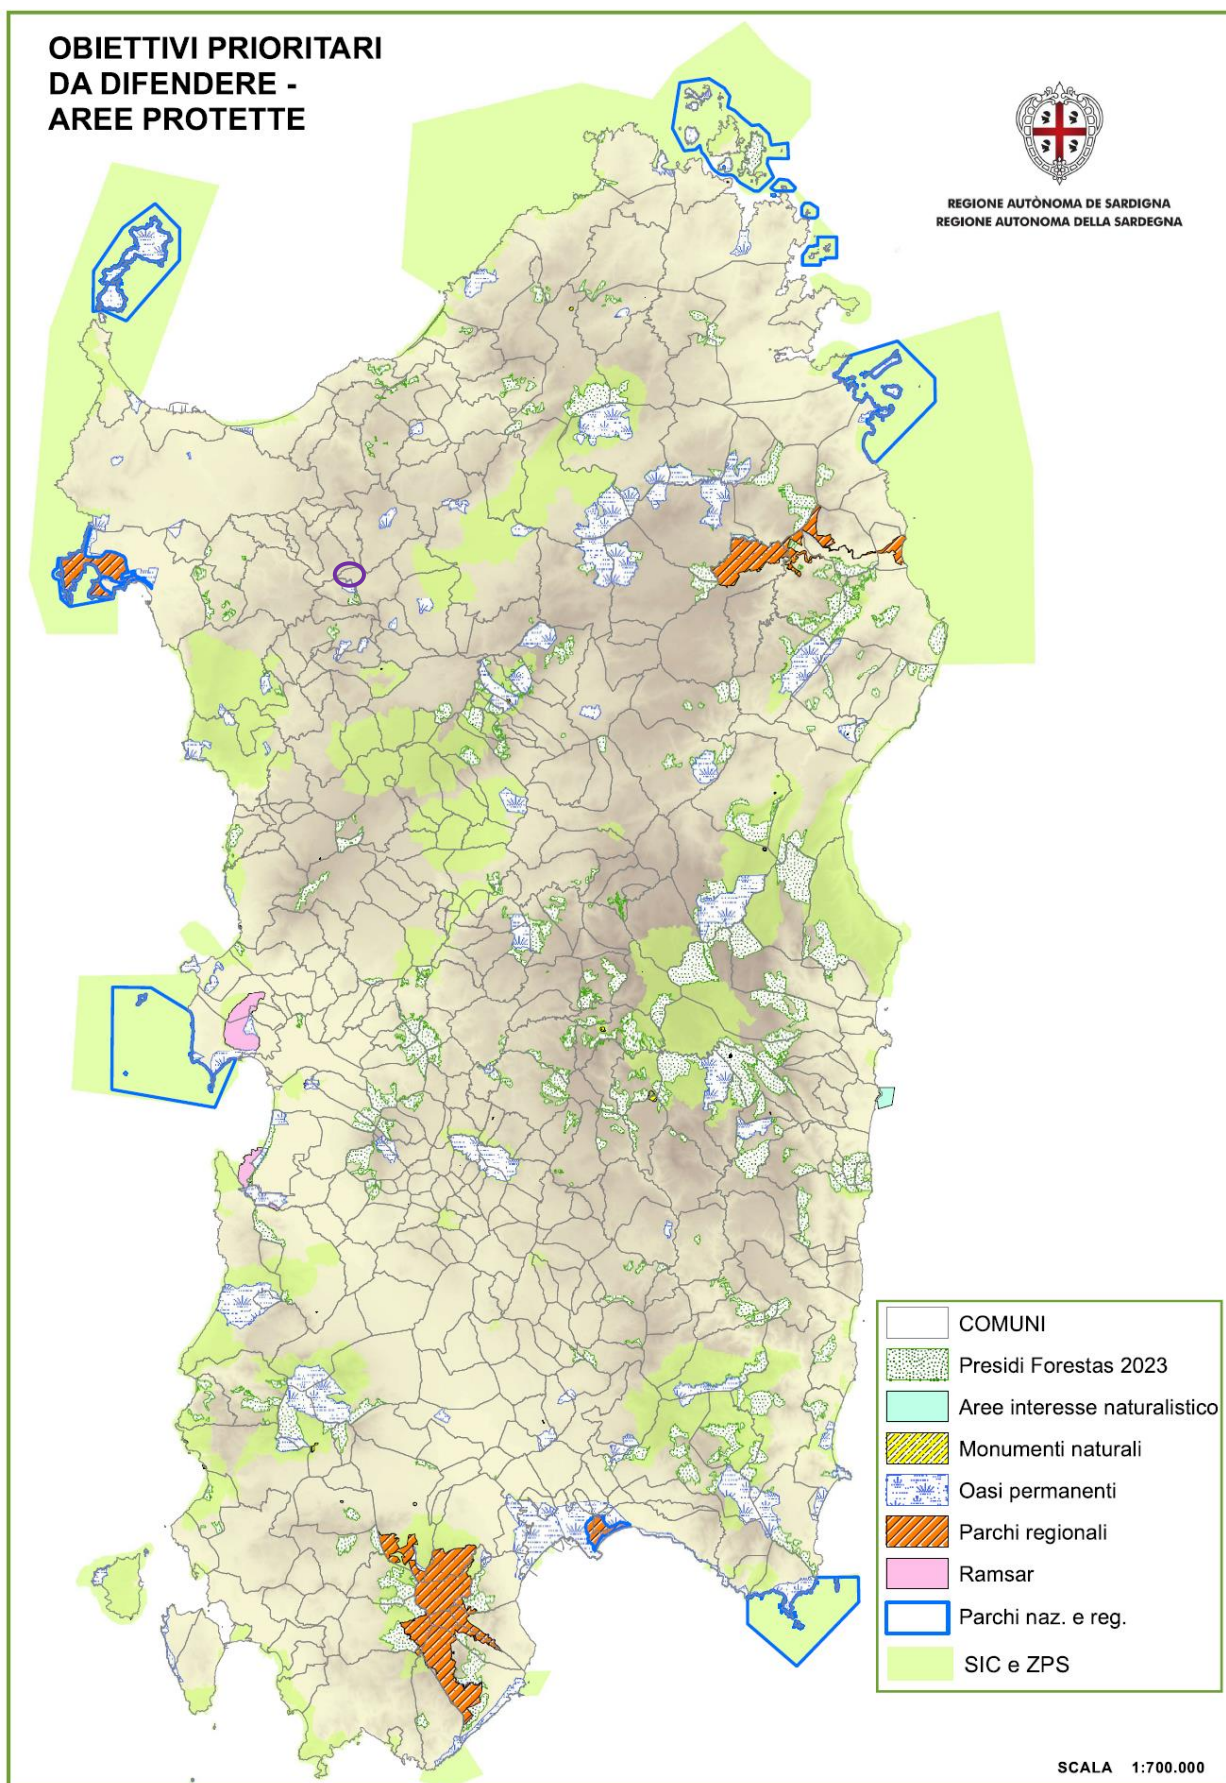 OBIETTIVI PRIORITARI
DA DIFENDERE -
AREE PROTETTE
REGIONE AUTÒNOMA DE SARDIGNA
REGIONE AUTONOMA DELLA SARDEGNA
COMUNI
Presidi Forestas 2023
Aree interesse naturalistico
Monumenti naturali
Oasi permanenti
Parchi regionali
Ramsar
Parchi naz. e reg.
SIC e ZPS
SCALA 1:700.000